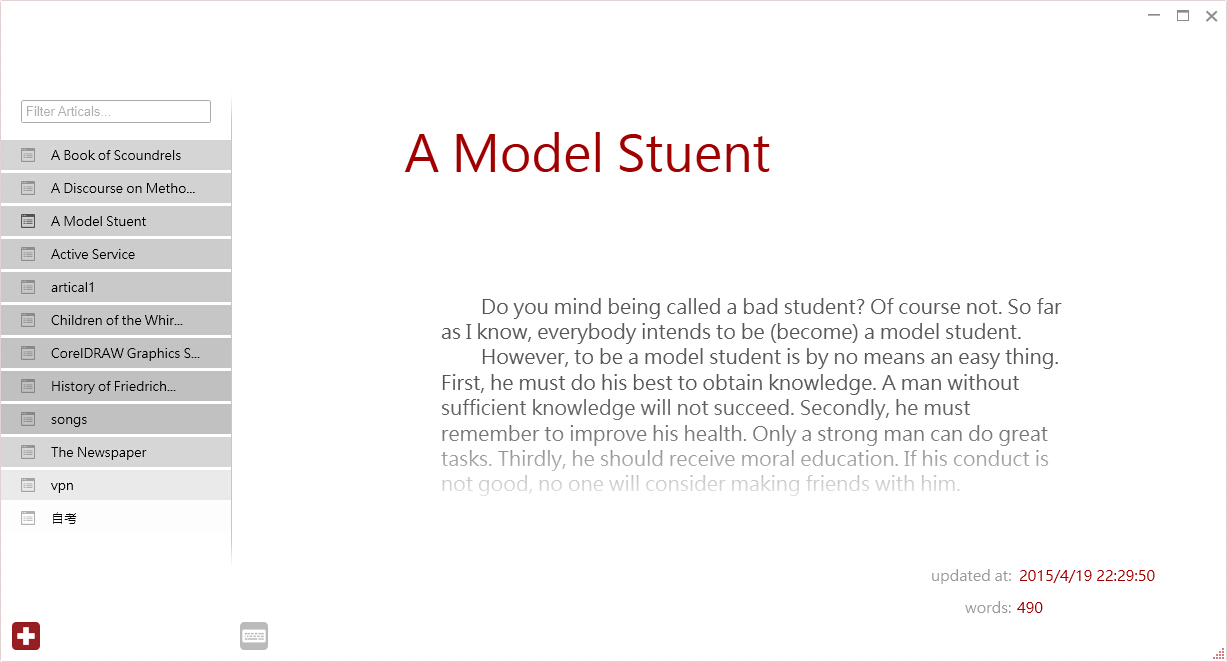 Filter Articals...
A Book of Scoundrels
A Discourse on Metho...
A Model Stuent
Active Service
artical1
Children of the Whir...
CorelDRAW Graphics S...
History of Friedrich...
songs
The Newspaper
vpn
自考
A Model Stuent
Do you mind being called a bad student? Of course not. So far
as I know, everybody intends to be (become) a model student.
However, to be a model student is by no means an easy thing.
First, he must do his best to obtain knowledge. A man without
sufficient knowledge will not succeed. Secondly, he must
remember to improve his health. Only a strong man can do great
tasks. Thirdly, he should receive moral education. If his conduct is
not good, no one will consider making friends with him.
updated at: 2015/4/19 22:29:50
words: 490